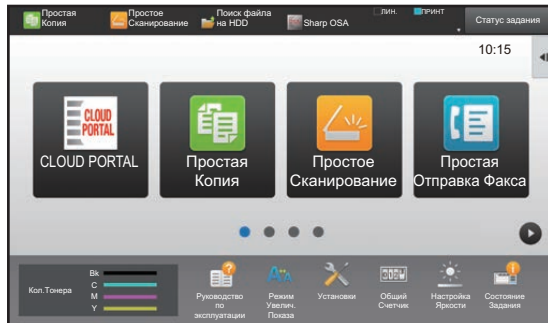 Простая
Копия
Простое
Сканирование
Поиск файла
на HDD
Sharp OSA
ЛИН.
ПРИНТ
Статус задания
10:15
CLOUD
PORTAL
CLOUD PORTAL
Простая
Копия
Простое
Сканирование
Простая
Отправка Факса
Кол.Тонера
Bk
C
M
Y
Руководство
по
эксплуатации
Режим
Увелич.
Показа
Установки
Общий
Счетчик
Настройка
Яркости
Состояние
Задания